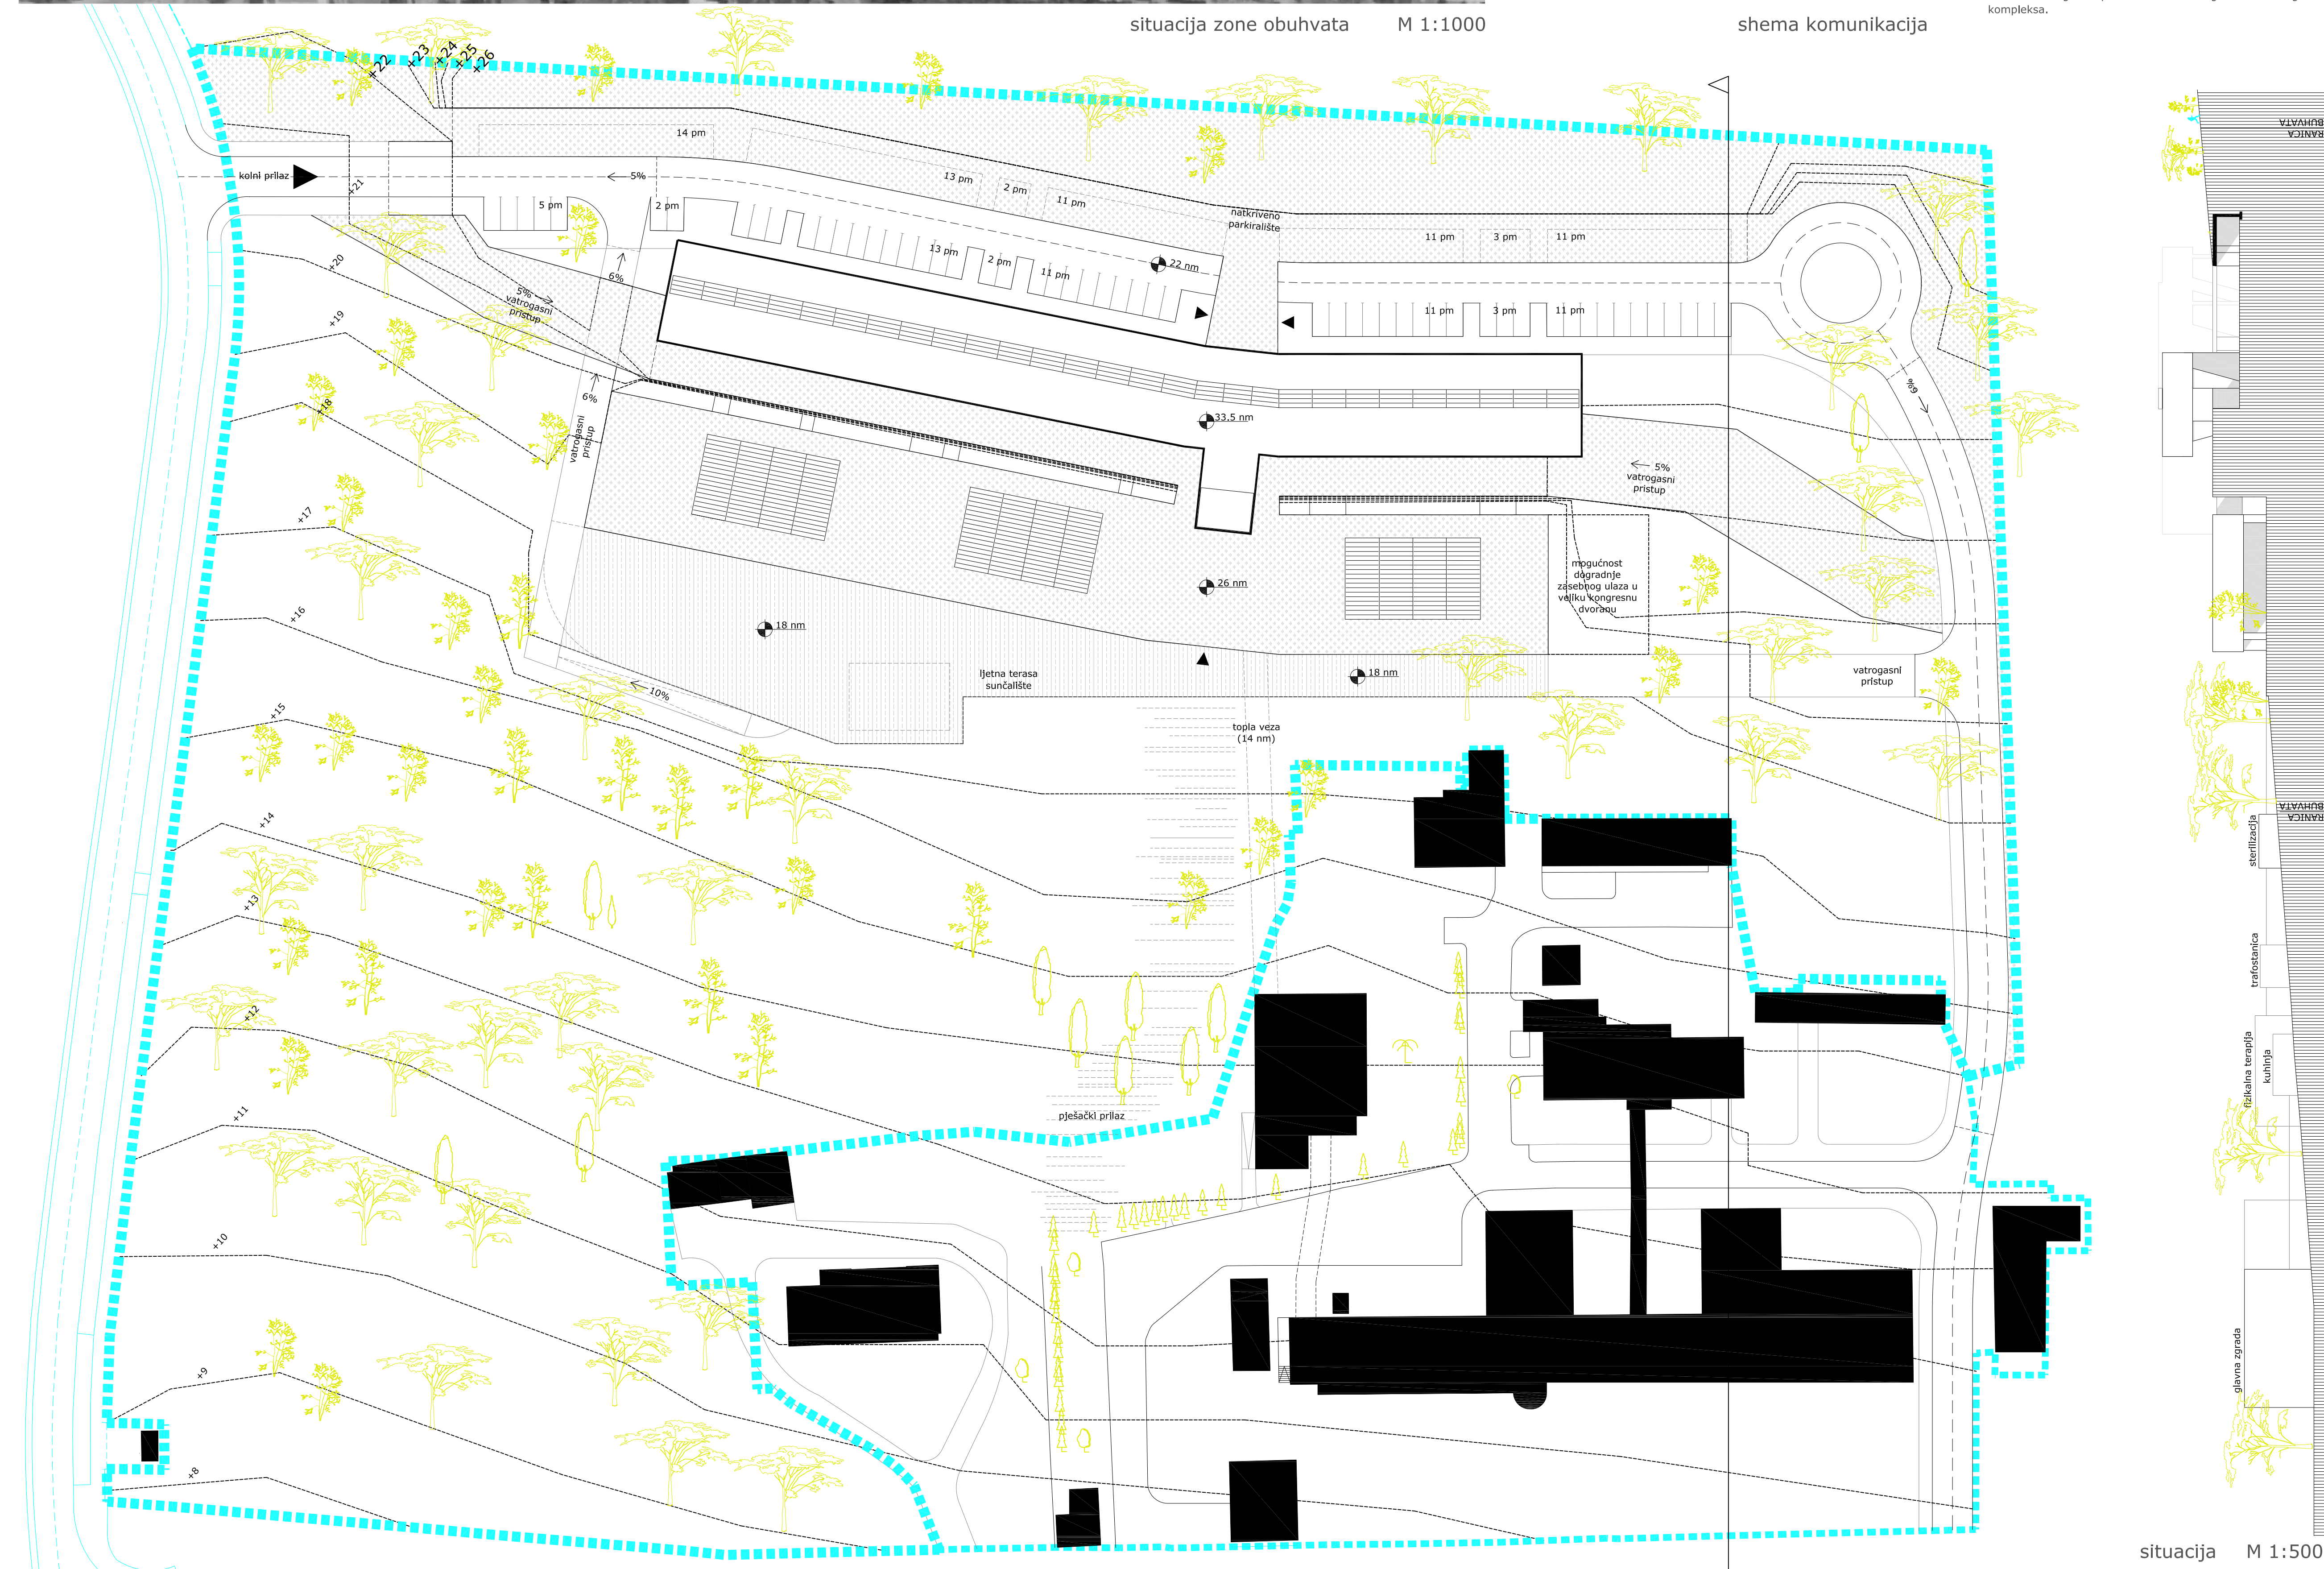 kompleksa.
situacija zone obuhvata M 1:1000
shema komunikacija
+22
+23
+24
+25
+26
14 pm
kolni prilaz
+21
5%
5 pm
2 pm
13 pm
2 pm
11 pm
natkriveno
parkiralište
13 pm
2 pm
11 pm
22 nm
11 pm
3 pm
11 pm
11 pm
3 pm
11 pm
6%
+20
5%
vatrogasni
pristup
6%
+19
6%
vatrogasni
pristup
+18
33,5 nm
5%
vatrogasni
pristup
+17
mogućnost
dogradnje
zasebnog ulaza u
veliku kongresnu
dvoranu
26 nm
+16
18 nm
ljetna terasa
sunčalište
10%
18 nm
vatrogasni
pristup
+15
topla veza
(14 nm)
+14
+13
+12
pješački prilaz
+11
+10
+9
+8
RANICA
BUHVATA
RANICA
BUHVATA
sterilizacija
trafostanica
fizikalna terapija
kuhinja
glavna zgrada
situacija M 1:500